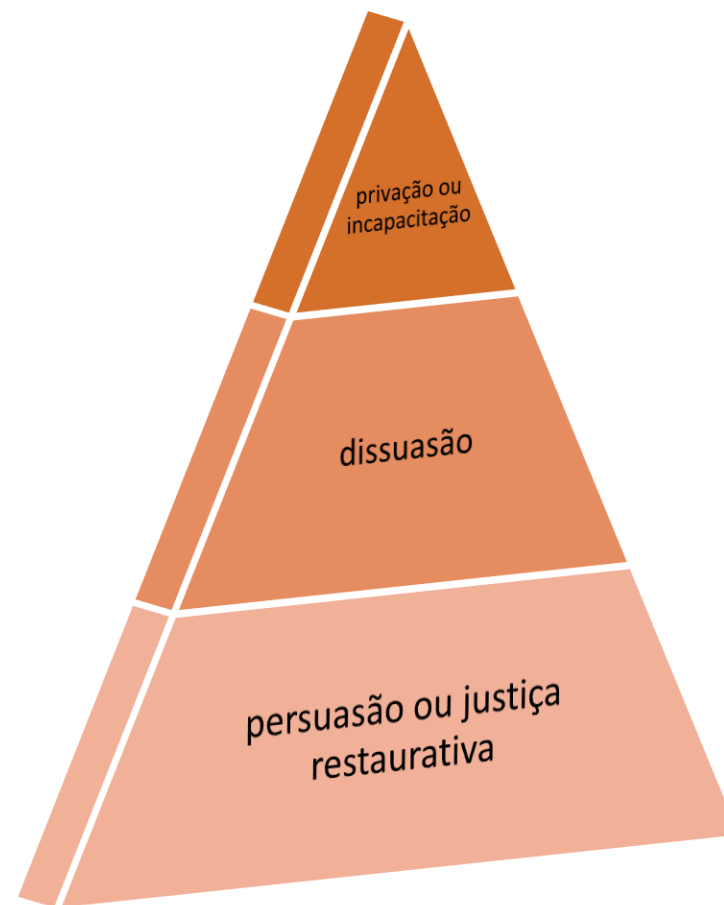 privação ou
incapacitação
dissuasão
persuasão ou justiça
restaurativa